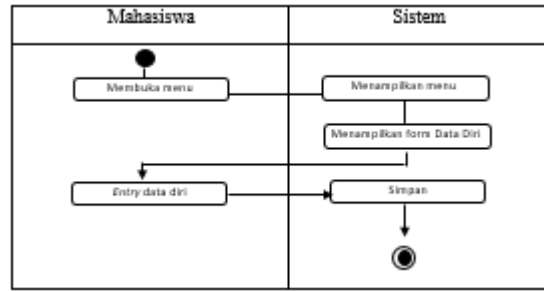 Mahasiswa
Sistem
Membuka menu
Menampilkan menu
Menampilkan form Data Diri
Entry data diri
Simpan